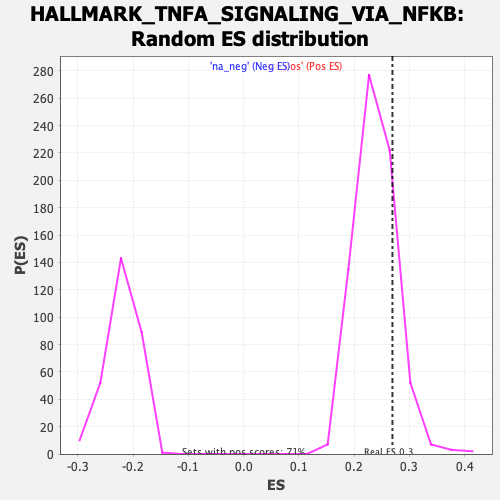 HALLMARK_TNFA_SIGNALING_VIA_NFKB:
Random ES distribution
'na_neg' (Neg ES)os' (Pos ES)
280
260
240
220
200
180
160
140
120
100
80
60
40
20
0
P(ES)
Sets with pos scores: 71%
Real ES 0.3
-0.3 -0.2 -0.1 0.0 0.1 0.2 0.3 0.4
ES